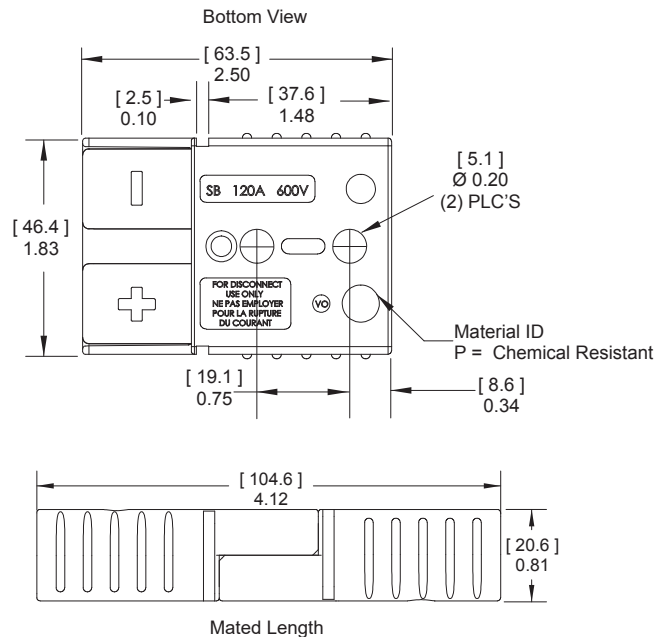 Bottom View
[ 63.5 ]
2.50
[ 2.5 ]
0.10
[ 37.6 ]
1.48
[ 5.1 ]
Ø 0.20
(2) PLC'S
[ 46.4 ]
1.83
SB 120A 600V
FOR DISCONNECT
USE ONLY
NE PAS EMPLOYER
POUR LA RUPTURE
DU COURANT
VO
Material ID
P = Chemical Resistant
[ 19.1 ]
0.75
[ 8.6 ]
0.34
[ 104.6 ]
4.12
[ 20.6 ]
0.81
Mated Length